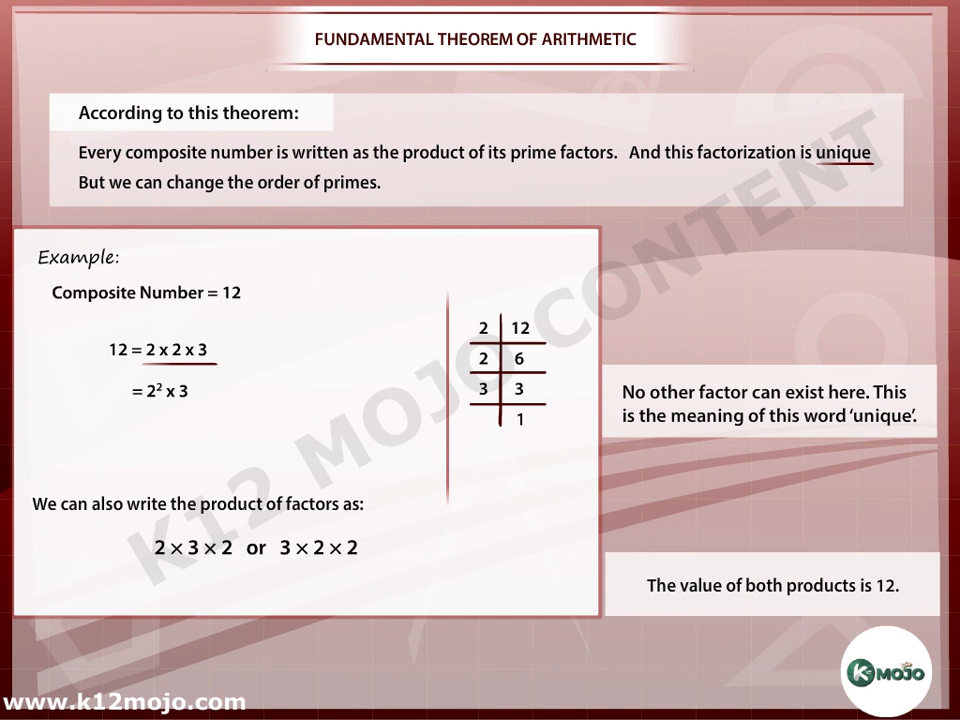 FUNDAMENTAL THEOREM OF ARITHMETIC
According to this theorem:
Every composite number is written as the product of its prime factors. And this factorization is unique
But we can change the order of primes.
Example:
Composite Number = 12
12 = 2 x 2 x 3
= 2² x 3
2 12
2 6
3 3
1
No other factor can exist here. This
is the meaning of this word ‘unique’.
We can also write the product of factors as:
2 × 3 × 2 or 3 × 2 × 2
The value of both products is 12.
K12 MOJO CONTENT
K12 MOJO
www.k12mojo.com